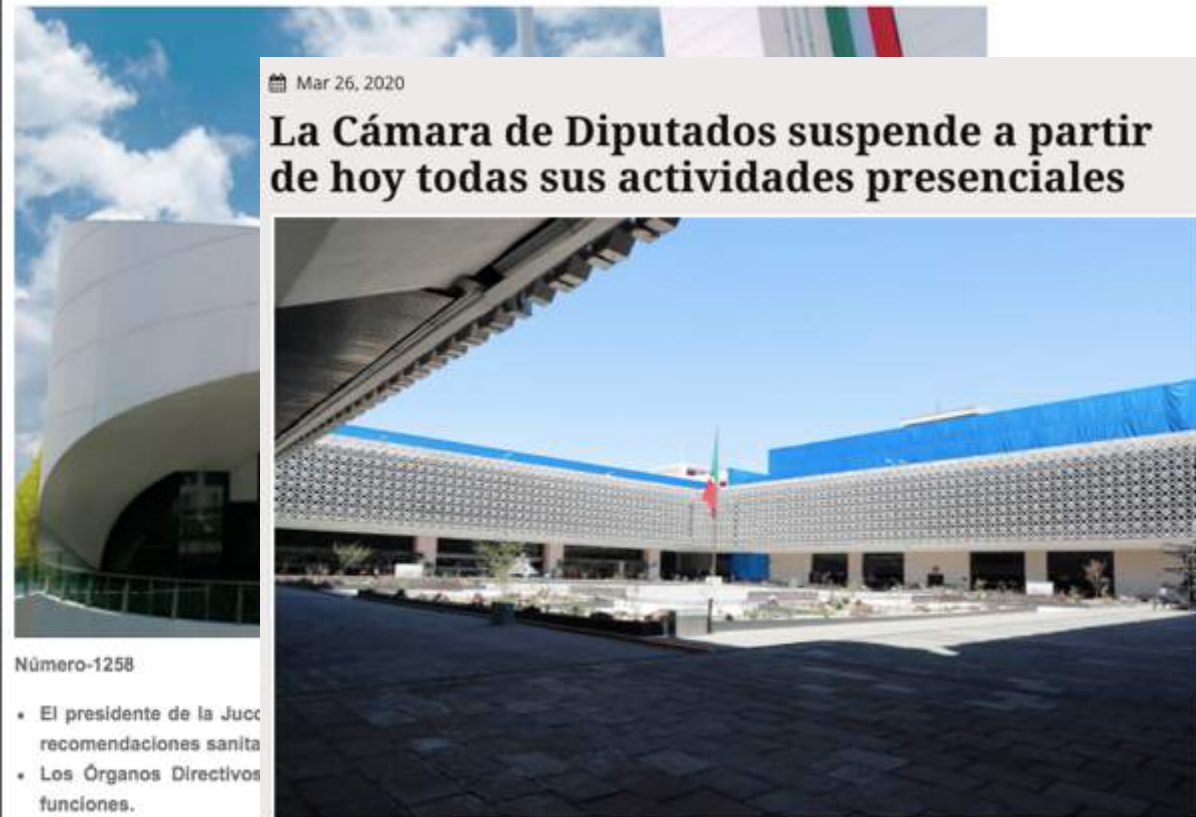 Mar 26, 2020
La Cámara de Diputados suspende a partir
de hoy todas sus actividades presenciales
Número-1258
• El presidente de la Juco
recomendaciones sanita
• Los Órganos Directivos
funciones.